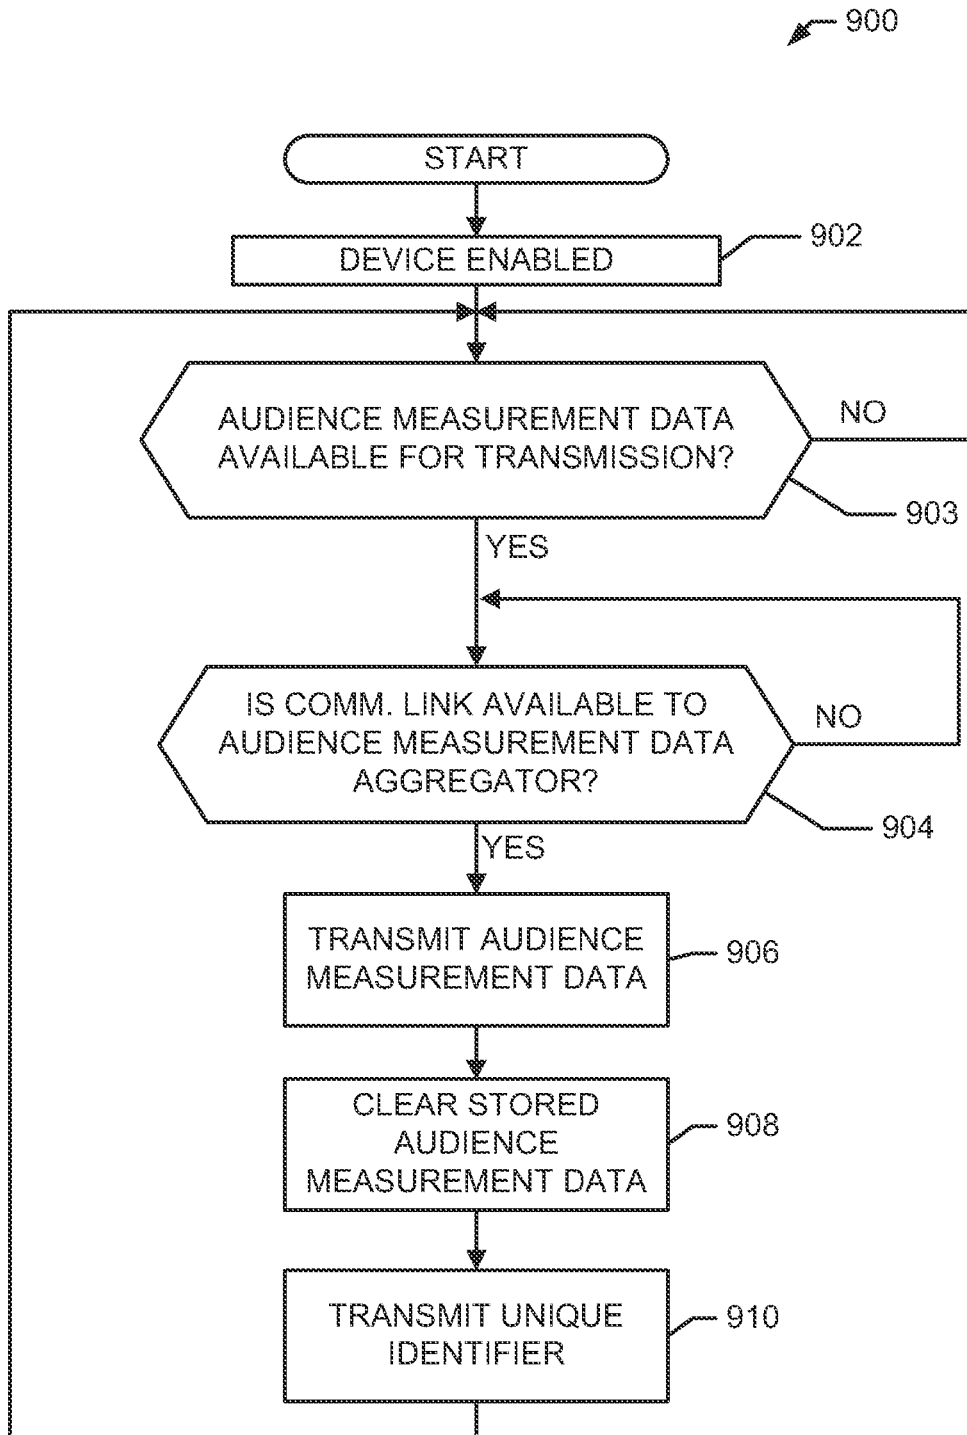 900
START
DEVICE ENABLED
902
AUDIENCE MEASUREMENT DATA
AVAILABLE FOR TRANSMISSION?
NO
903
YES
IS COMM. LINK AVAILABLE TO
AUDIENCE MEASUREMENT DATA
AGGREGATOR?
NO
904
YES
TRANSMIT AUDIENCE
MEASUREMENT DATA
906
CLEAR STORED
AUDIENCE
MEASUREMENT DATA
908
TRANSMIT UNIQUE
IDENTIFIER
910